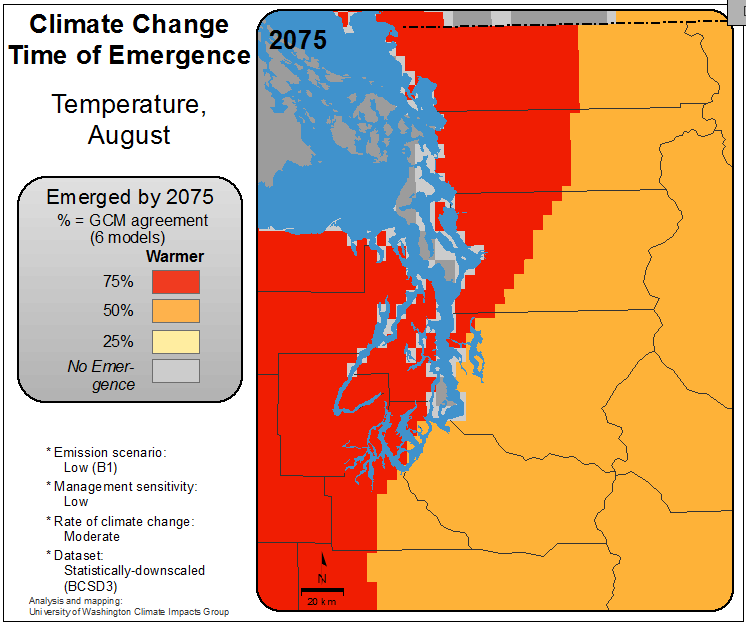 Climate Change
Time of Emergence
Temperature,
August
Emerged by 2075
% = GCM agreement
(6 models)
Warmer
75%
50%
25%
No Emer-
gence
* Emission scenario:
Low (B1)
* Management sensitivity:
Low
* Rate of climate change:
Moderate
* Dataset:
Statistically-downscaled
(BCSD3)
Analysis and mapping:
University of Washington Climate Impacts Group
2075
N
20 km